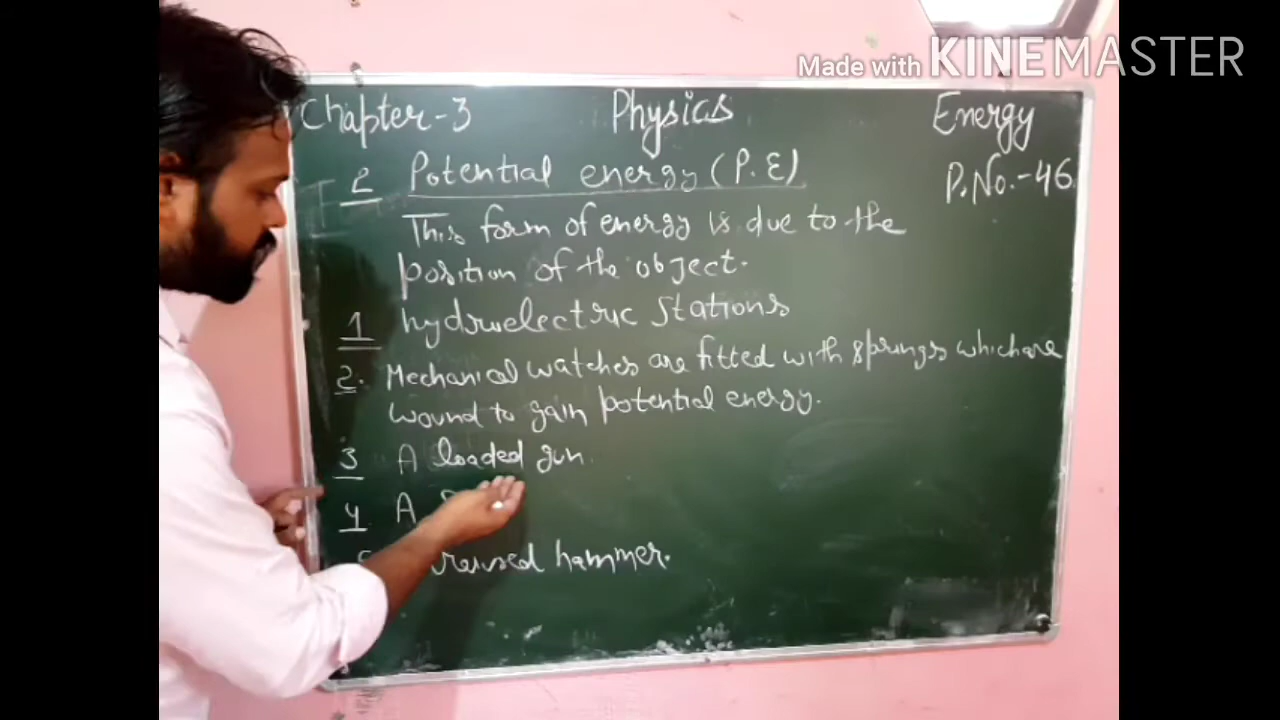 Made with KINEMASTER
Chapter-3 Physics Energy
2 Potential energy (P.E) P.No.-46
This form of energy is due to the
position of the object.
1 hydroelectric stations
2. Mechanical watches are fitted with springs which are
wound to gain potential energy.
3 A loaded gun
4 A
raised hammer.